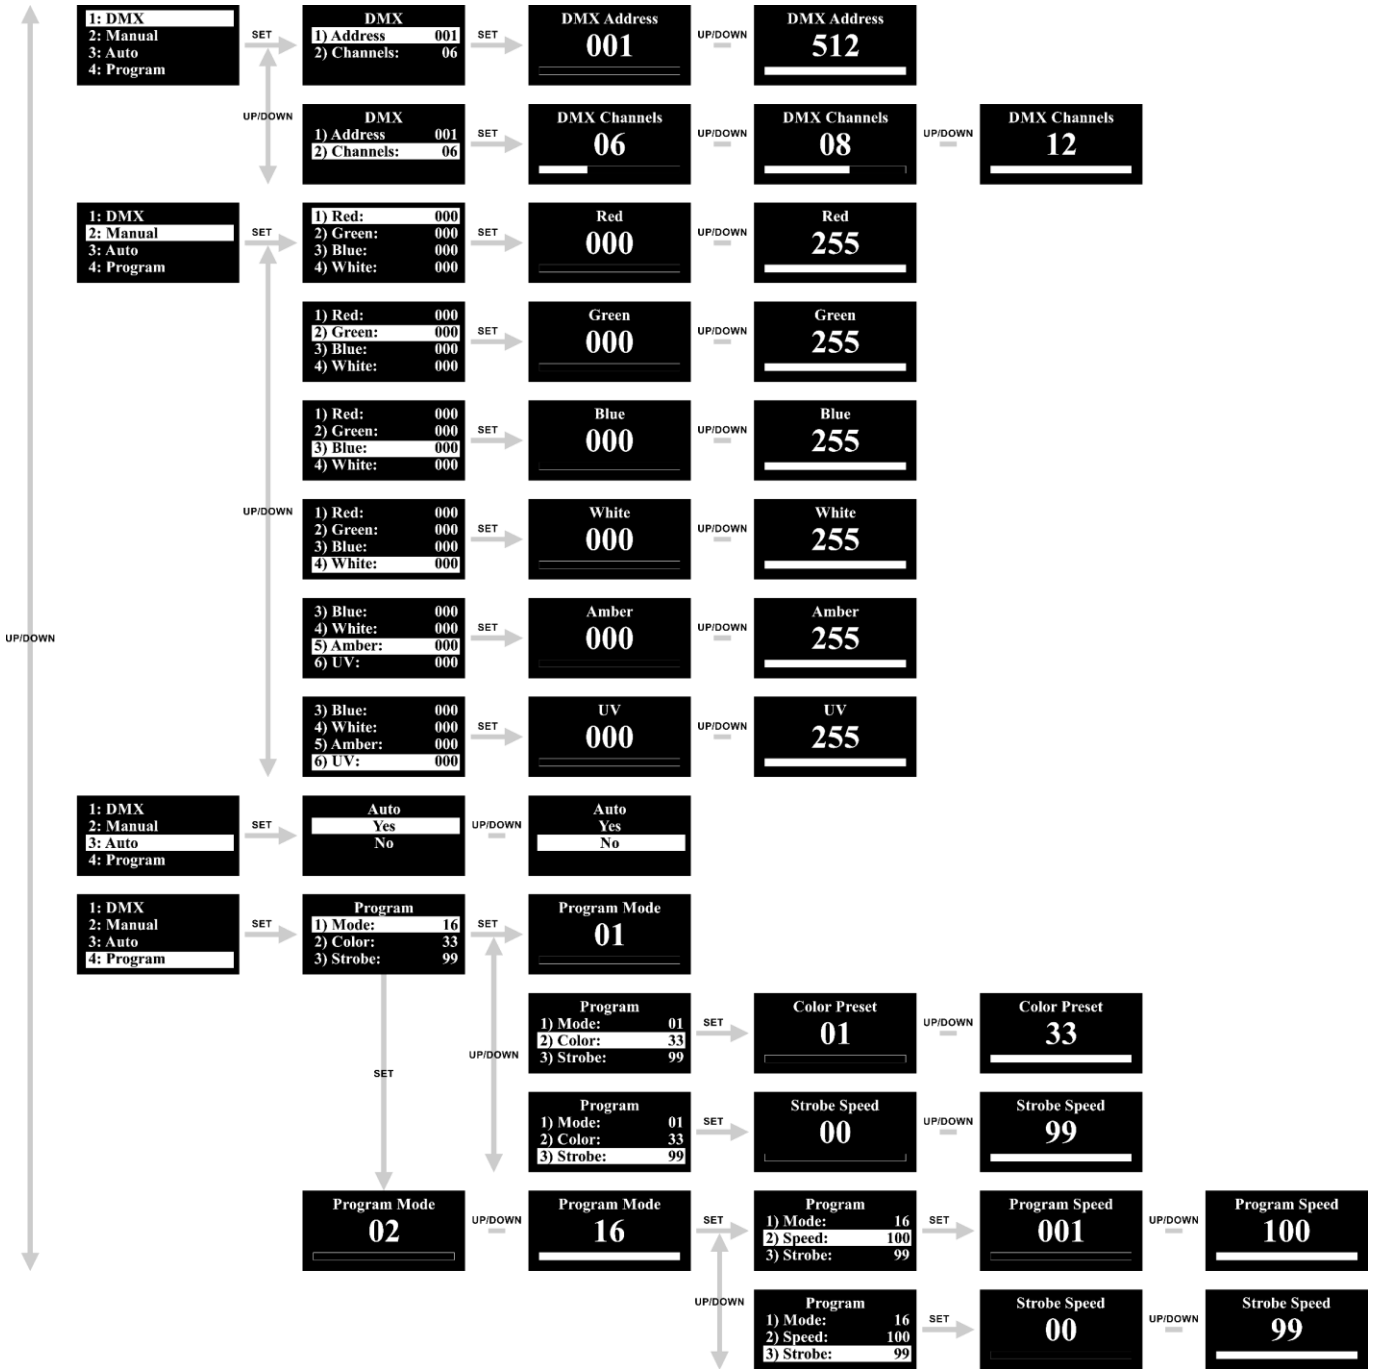 1: DMX
2: Manual
3: Auto
4: Program
SET
DMX
1) Address 001
2) Channels: 06
SET
DMX Address
001
UP/DOWN
DMX Address
512
UP/DOWN
DMX
1) Address 001
2) Channels: 06
SET
DMX Channels
06
UP/DOWN
DMX Channels
08
UP/DOWN
DMX Channels
12
1: DMX
2: Manual
3: Auto
4: Program
SET
1) Red: 000
2) Green: 000
3) Blue: 000
4) White: 000
SET
Red
000
UP/DOWN
Red
255
1) Red: 000
2) Green: 000
3) Blue: 000
4) White: 000
SET
Green
000
UP/DOWN
Green
255
1) Red: 000
2) Green: 000
3) Blue: 000
4) White: 000
SET
Blue
000
UP/DOWN
Blue
255
UP/DOWN
1) Red: 000
2) Green: 000
3) Blue: 000
4) White: 000
SET
White
000
UP/DOWN
White
255
UP/DOWN
3) Blue: 000
4) White: 000
5) Amber: 000
6) UV: 000
SET
Amber
000
UP/DOWN
Amber
255
3) Blue: 000
4) White: 000
5) Amber: 000
6) UV: 000
SET
UV
000
UP/DOWN
UV
255
1: DMX
2: Manual
3: Auto
4: Program
SET
Auto
Yes
No
UP/DOWN
Auto
Yes
No
1: DMX
2: Manual
3: Auto
4: Program
SET
Program
1) Mode: 16
2) Color: 33
3) Strobe: 99
SET
Program Mode
01
UP/DOWN
Program
1) Mode: 01
2) Color: 33
3) Strobe: 99
SET
Color Preset
01
UP/DOWN
Color Preset
33
SET
Program
1) Mode: 01
2) Color: 33
3) Strobe: 99
SET
Strobe Speed
00
UP/DOWN
Strobe Speed
99
Program Mode
02
UP/DOWN
Program Mode
16
SET
Program
1) Mode: 16
2) Speed: 100
3) Strobe: 99
SET
Program Speed
001
UP/DOWN
Program Speed
100
UP/DOWN
Program
1) Mode: 16
2) Speed: 100
3) Strobe: 99
SET
Strobe Speed
00
UP/DOWN
Strobe Speed
99